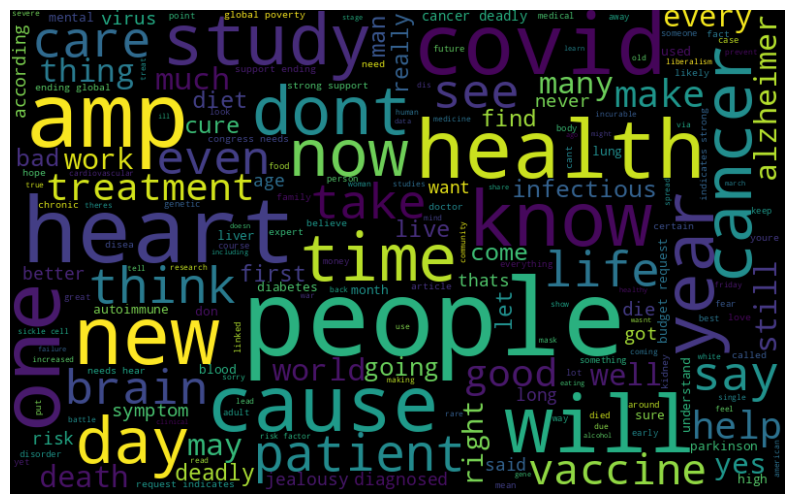 severe
mental
virus
point
global poverty
stage
cancer deadly
medical
away
every
care
study
man
really
covid
future
need
someone
fact
used
case
prevent
liberalism
according
thing
much
support ending
ending global
strong support
see
many
never
old
learn
treat
likely
amp
diet
look
dont
human
data
make
cancer
alzheimer
cure
ill
congress needs
dis
find
medicine
incurable
via
bad
work
even
now
health
body
might
lung
cant
indicates strong
hope
food
true
cardiovascular
treatment
age
person
woman
studies
want
infectious
share
spread
march
chronic
theres
genetic
family
take
know
year
doctor
mind
certain
keep
heart
liver
expert
believe
live
doesn
including
disea
course
time
community
come
life
youre
still
better
tell
research
first
money
everything
thats
healthy
think
great
diabetes
back
war
month
article
let
show
fear
friday
budget request
autoimmune
don
die
best
love
one
sickle cell
increased
failure
new
linked
people
use
mask
wasnt
got
coming
called
white
needs hear
blood
world
going
something
good
well
lot
eating
kidney
understand
say
put
brain
sorry
making
cause
lead
adult
long
single
feel
symptom
battle
rare
right
will
around
died
due
sure
help
day
may
risk
risk factor
patient
said
way
early
parkinson
disorder
yet
read
alcohol
gene
death
deadly
request indicates
jealousy
diagnosed
mean
vaccine
yes
high
american